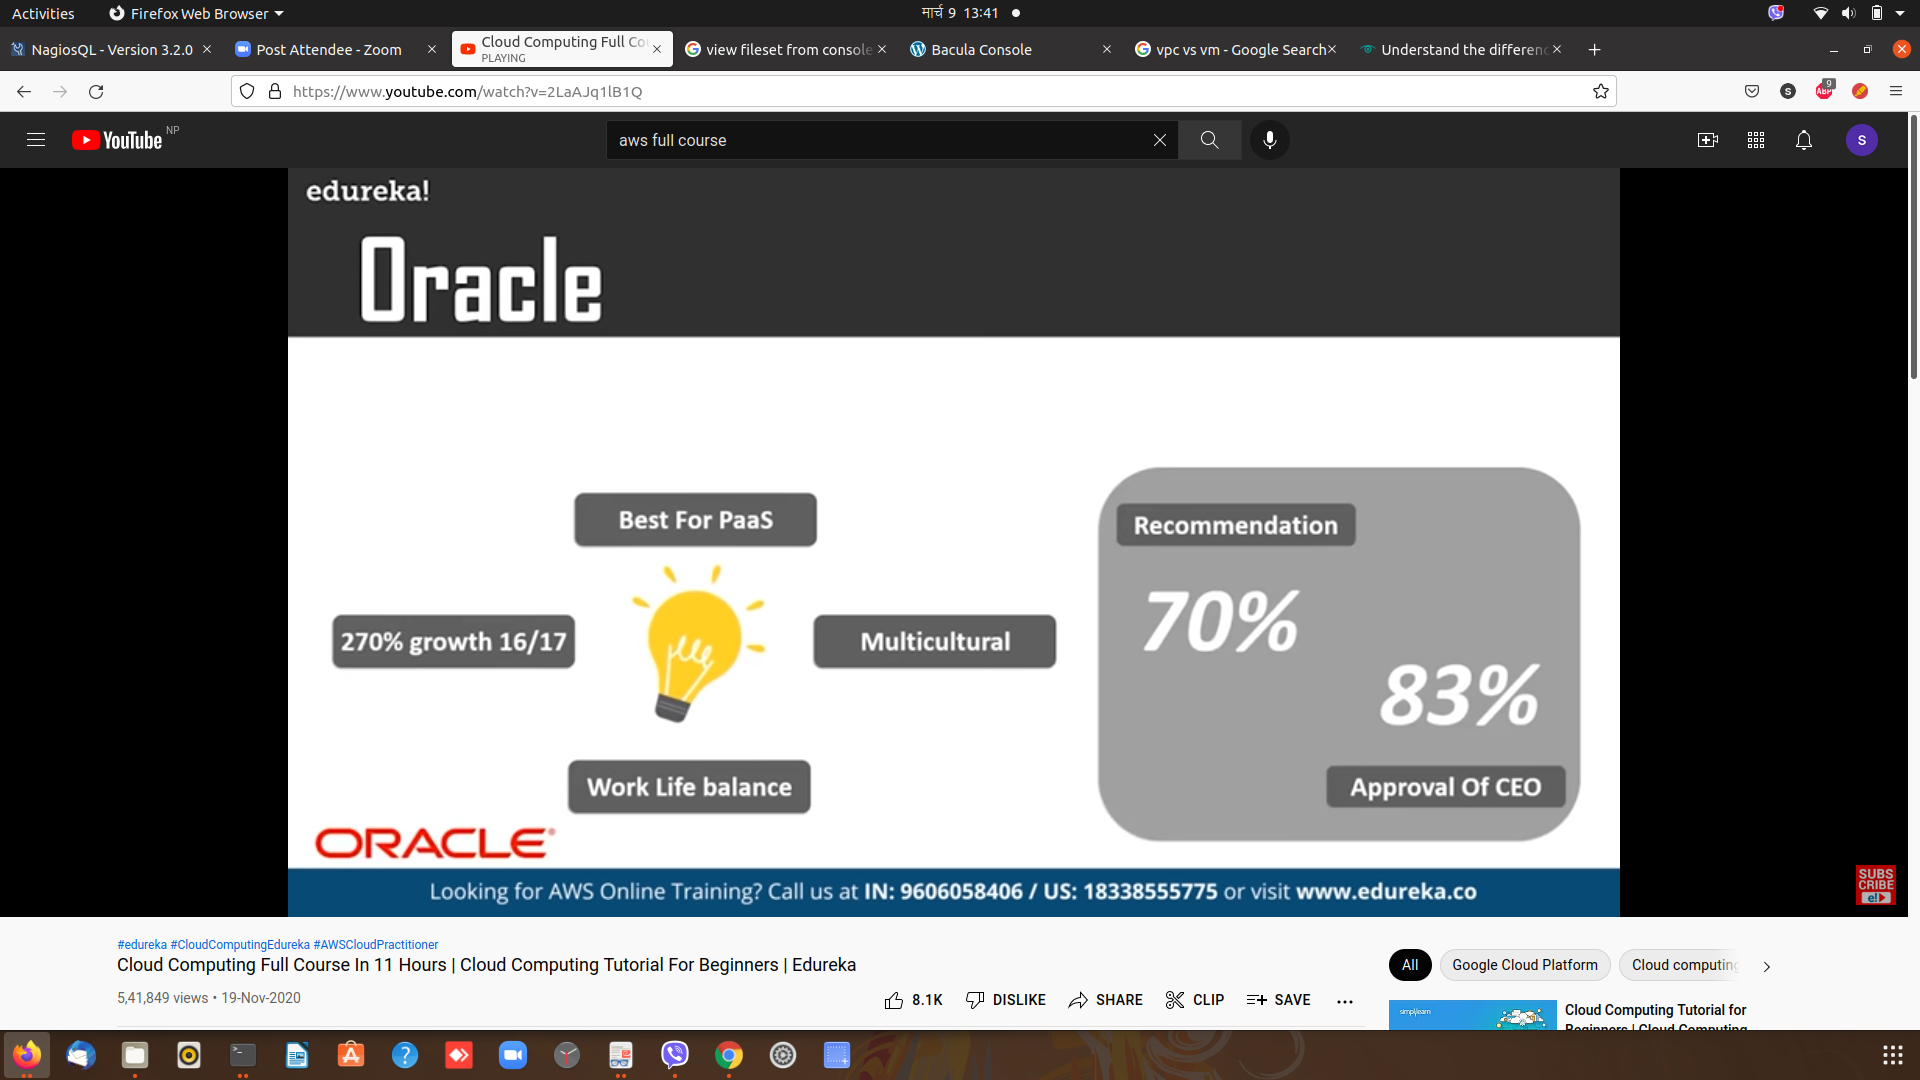 Activities
Firefox Web Browser
मार्च 9 13:41
NagiosQL - Version 3.2.0
Post Attendee - Zoom
Cloud Computing Full Co
PLAYING
view fileset from console
Bacula Console
vpc vs vm - Google Search
Understand the differenc
https://www.youtube.com/watch?v=2LaAJq1lB1Q
S
ABP
9
YouTube NP
aws full course
S
edureka!
Oracle
Best For PaaS
270% growth 16/17
Multicultural
Work Life balance
Recommendation
70%
83%
Approval Of CEO
ORACLE
Looking for AWS Online Training? Call us at IN: 9606058406 / US: 18338555775 or visit www.edureka.co
SUBS
CRIBE
e!
#edureka #CloudComputingEdureka #AWSCloudPractitioner
Cloud Computing Full Course In 11 Hours | Cloud Computing Tutorial For Beginners | Edureka
5,41,849 views • 19-Nov-2020
8.1K
DISLIKE
SHARE
CLIP
SAVE
All
Google Cloud Platform
Cloud computing
simplilearn
Cloud Computing Tutorial for
Beginners | Cloud Computing